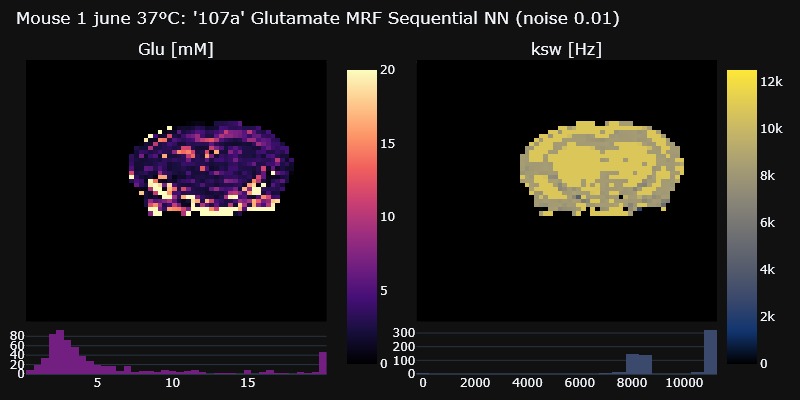 Mouse 1 june 37ºC: '107a' Glutamate MRF Sequential NN (noise 0.01)
Glu [mM]
ksw [Hz]
20
15
10
5
0
12k
10k
8k
6k
4k
2k
0
80
60
40
20
0
5
10
15
300
200
100
0
0
2000
4000
6000
8000
10000